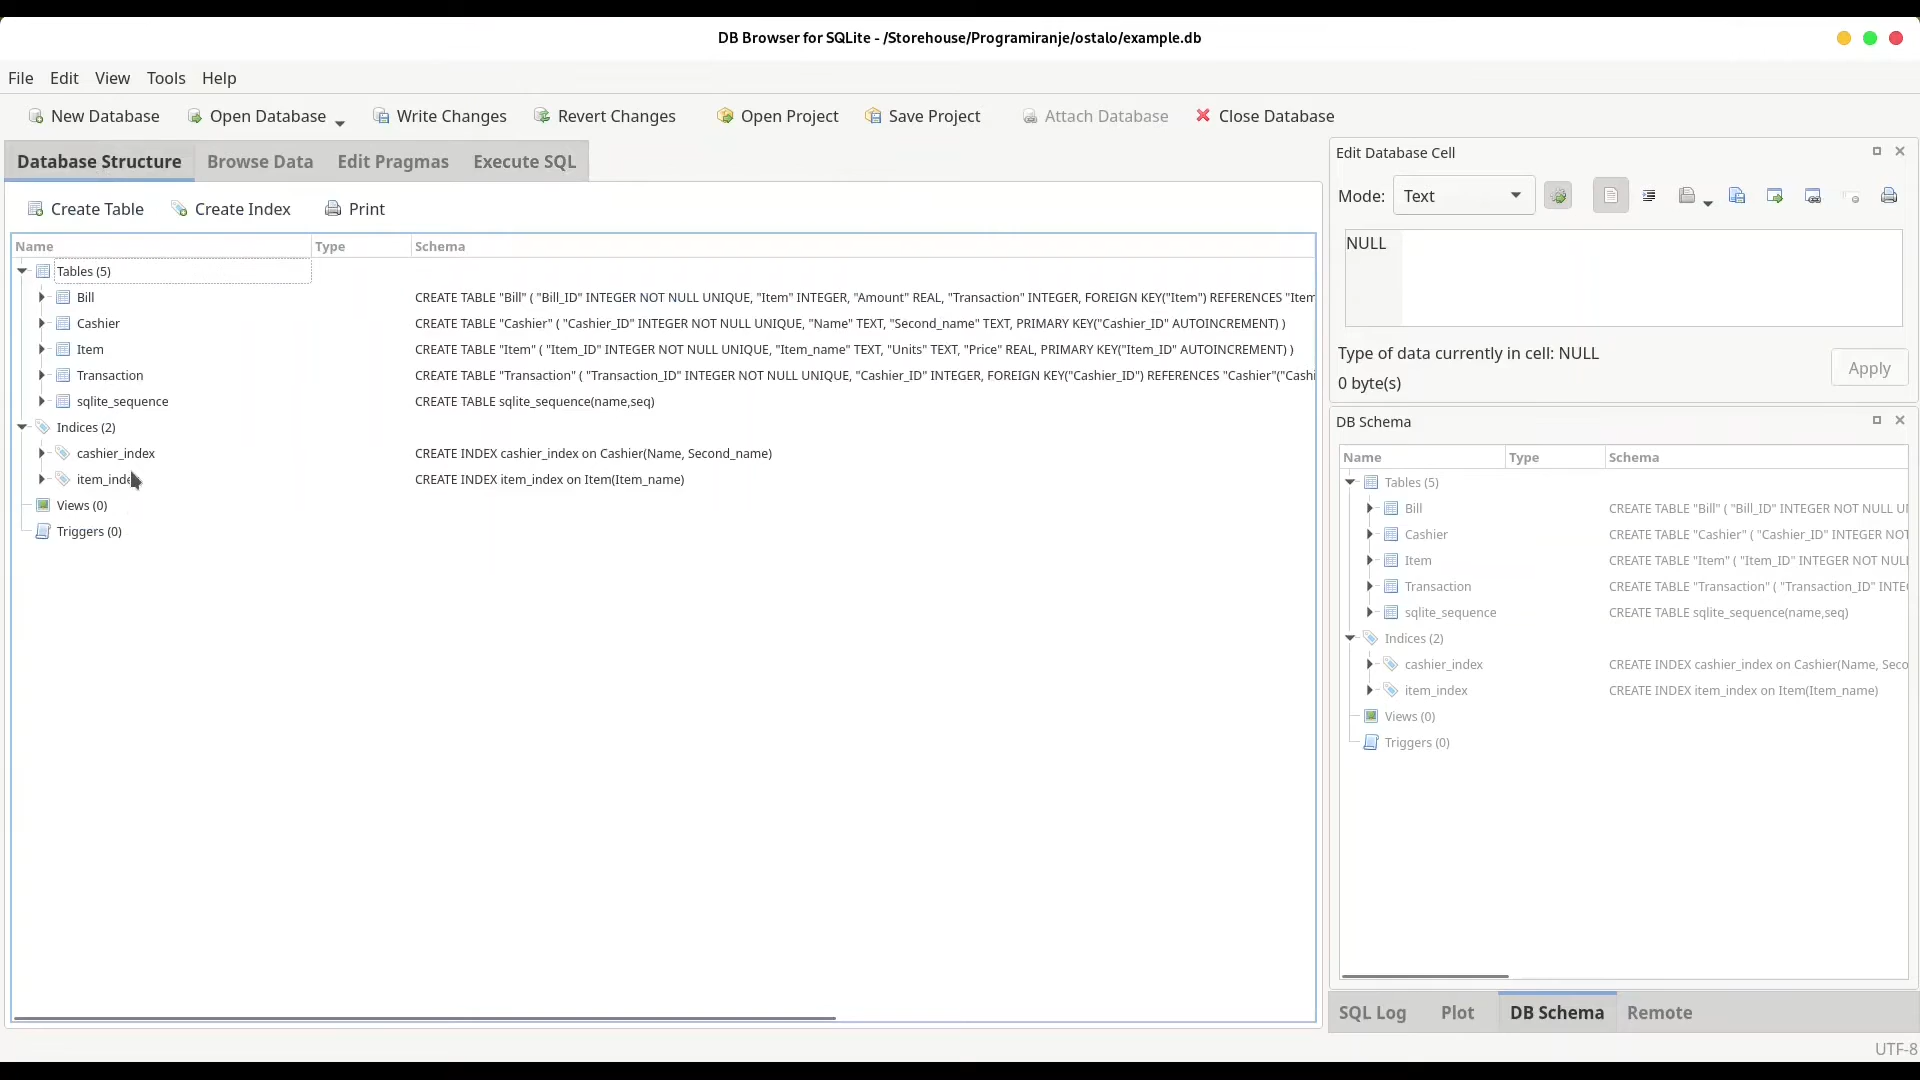 DB Browser for SQLite - /Storehouse/Programiranje/ostalo/example.db
File Edit View Tools Help
New Database Open Database Write Changes Revert Changes Open Project Save Project Attach Database Close Database
Database Structure Browse Data Edit Pragmas Execute SQL
Create Table Create Index Print
Name Type Schema
Tables (5)
Bill CREATE TABLE "Bill" ( "Bill_ID" INTEGER NOT NULL UNIQUE, "Item" INTEGER, "Amount" REAL, "Transaction" INTEGER, FOREIGN KEY("Item") REFERENCES "Item
Cashier CREATE TABLE "Cashier" ( "Cashier_ID" INTEGER NOT NULL UNIQUE, "Name" TEXT, "Second_name" TEXT, PRIMARY KEY("Cashier_ID" AUTOINCREMENT) )
Item CREATE TABLE "Item" ( "Item_ID" INTEGER NOT NULL UNIQUE, "Item_name" TEXT, "Units" TEXT, "Price" REAL, PRIMARY KEY("Item_ID" AUTOINCREMENT) )
Transaction CREATE TABLE "Transaction" ( "Transaction_ID" INTEGER NOT NULL UNIQUE, "Cashier_ID" INTEGER, FOREIGN KEY("Cashier_ID") REFERENCES "Cashier"("Cashi
sqlite_sequence CREATE TABLE sqlite_sequence(name,seq)
Indices (2)
cashier_index CREATE INDEX cashier_index on Cashier(Name, Second_name)
item_inde CREATE INDEX item_index on Item(Item_name)
Views (0)
Triggers (0)
Edit Database Cell
Mode: Text
NULL
Type of data currently in cell: NULL
0 byte(s)
Apply
DB Schema
Name Type Schema
Tables (5)
Bill CREATE TABLE "Bill" ( "Bill_ID" INTEGER NOT NULL U
Cashier CREATE TABLE "Cashier" ( "Cashier_ID" INTEGER NOT
Item CREATE TABLE "Item" ( "Item_ID" INTEGER NOT NULL
Transaction CREATE TABLE "Transaction" ( "Transaction_ID" INTE
sqlite_sequence CREATE TABLE sqlite_sequence(name,seq)
Indices (2)
cashier_index CREATE INDEX cashier_index on Cashier(Name, Seco
item_index CREATE INDEX item_index on Item(Item_name)
Views (0)
Triggers (0)
SQL Log Plot DB Schema Remote
UTF-8